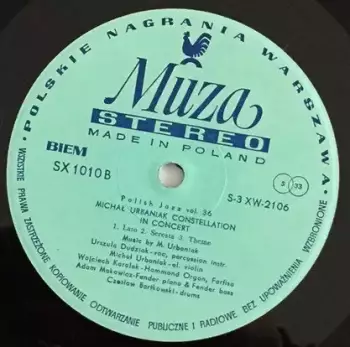 POLSKIE NAGRANIA WARSZAWA
Muza
STEREO
MADE IN POLAND
BIEM
SX 1010 B
S-3 XW-2106
S 33
Polish Jazz vol. 36
MICHAŁ URBANIAK CONSTELLATION
IN CONCERT
1. Lato 2. Seresta 3. Theme
Music by M. Urbaniak
Urszula Dudziak-voc, percussion instr.
Michał Urbaniak-el. violin
Wojciech Karolak-Hammond Organ, Farfisa
Adam Makowicz-Fender piano & Fender bass
Czesław Bartkowski-drums
WSZYSTKIE PRAWA ZASTRZEŻONE KOPIOWANIE ODTWARZANIE PUBLICZNE I RADIOWE BEZ UPOWAŻNIENIA WZBRONIONE